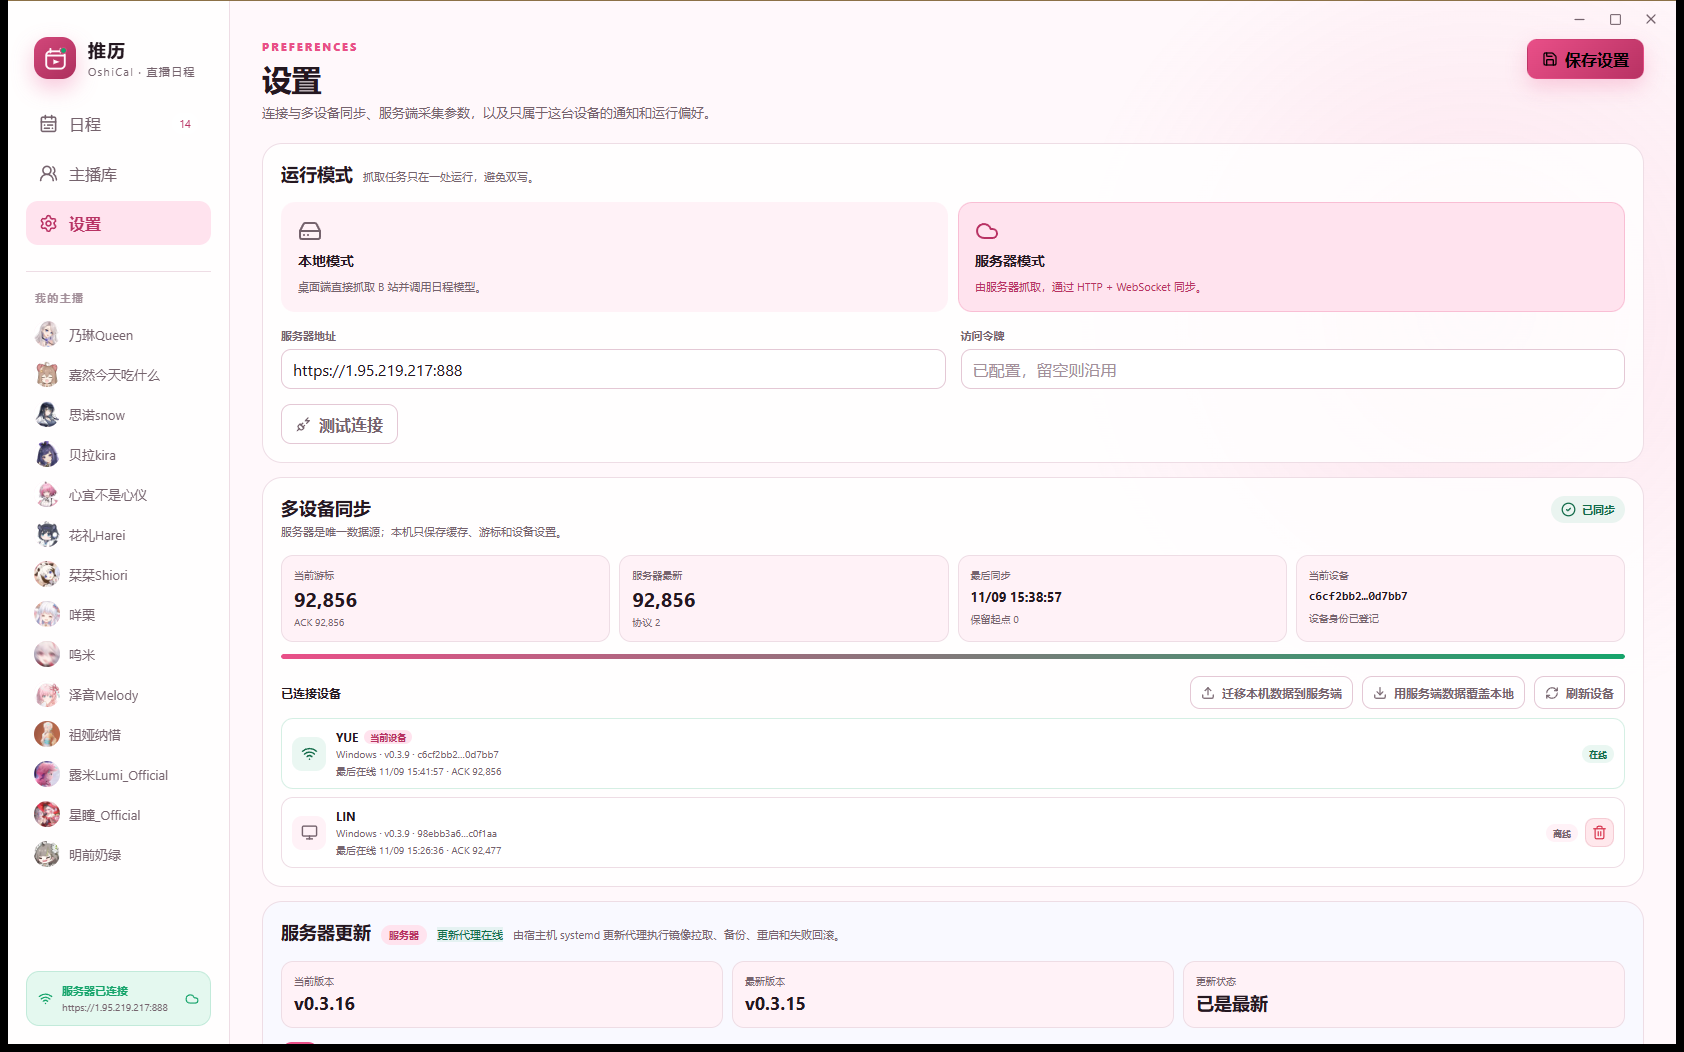 推历
OshiCal · 直播日程
日程 14
主播库
设置
我的主播
乃琳Queen
嘉然今天吃什么
思诺snow
贝拉kira
心宜不是心仪
花礼Harei
栞栞Shiori
咩栗
呜米
泽音Melody
祖娅纳惜
露米Lumi_Official
星瞳_Official
明前奶绿
服务器已连接
https://1.95.219.217:888
PREFERENCES
设置
保存设置
连接与多设备同步、服务端采集参数，以及只属于这台设备的通知和运行偏好。
运行模式 抓取任务只在一处运行，避免双写。
本地模式
桌面端直接抓取 B 站并调用日程模型。
服务器模式
由服务器抓取，通过 HTTP + WebSocket 同步。
服务器地址
https://1.95.219.217:888
访问令牌
已配置，留空则沿用
测试连接
多设备同步
已同步
服务器是唯一数据源；本机只保存缓存、游标和设备设置。
当前游标
92,856
ACK 92,856
服务器最新
92,856
协议 2
最后同步
11/09 15:38:57
保留起点 0
当前设备
c6cf2bb2…0d7bb7
设备身份已登记
已连接设备
迁移本机数据到服务端
用服务端数据覆盖本地
刷新设备
YUE 当前设备
Windows · v0.3.9 · c6cf2bb2…0d7bb7
最后在线 11/09 15:41:57 · ACK 92,856
在线
LIN
Windows · v0.3.9 · 98ebb3a6…c0f1aa
最后在线 11/09 15:26:36 · ACK 92,477
离线
服务器更新 服务器 更新代理在线 由宿主机 systemd 更新代理执行镜像拉取、备份、重启和失败回滚。
当前版本
v0.3.16
最新版本
v0.3.15
更新状态
已是最新